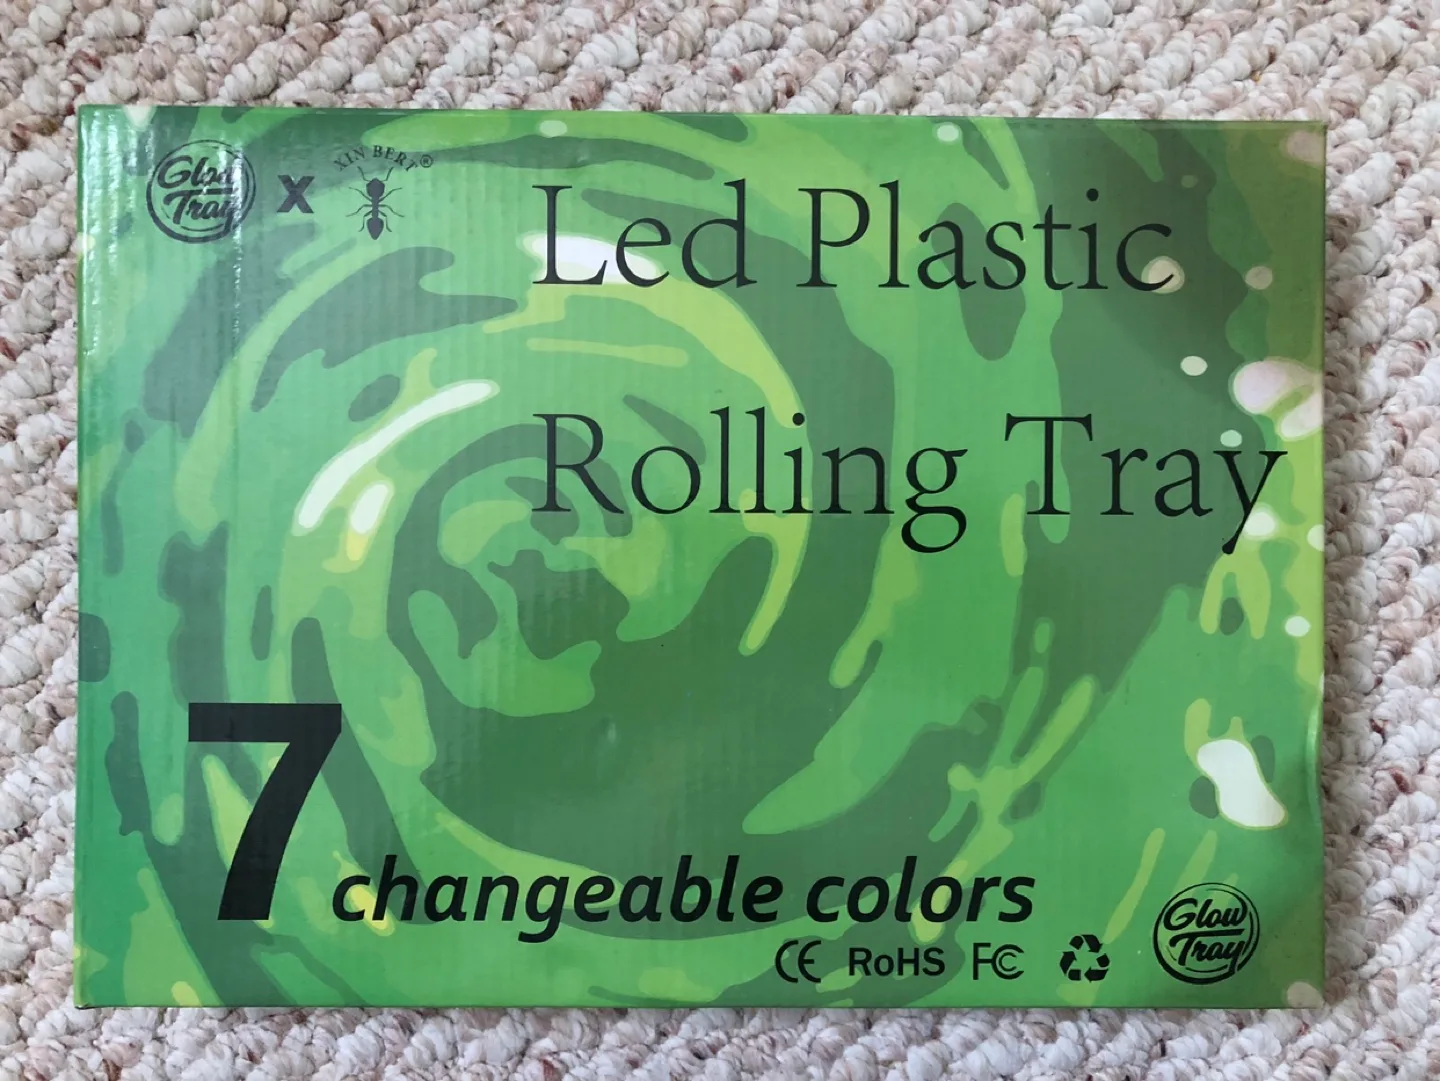 Glow Tray X XIN BERT®
Led Plastic
Rolling Tray
7 changeable colors
CE RoHS FC
Glow
Tray